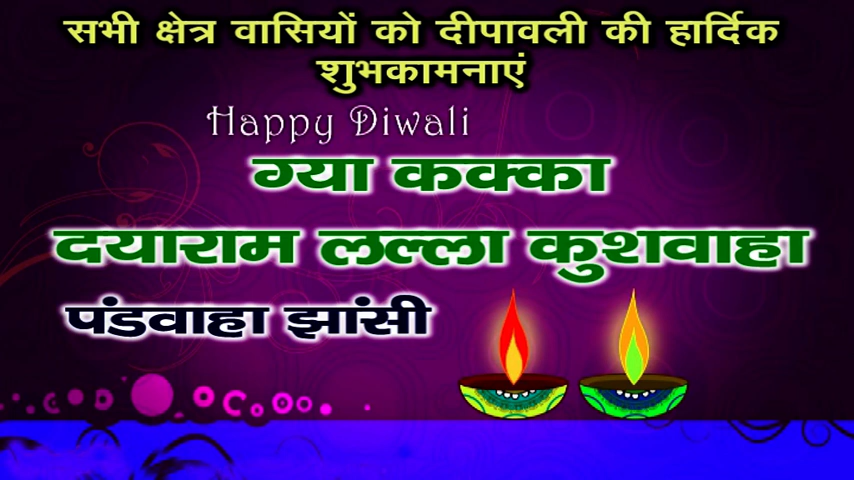 सभी क्षेत्र वासियों को दीपावली की हार्दिक
शुभकामनाएं
Happy Diwali
ग्या कक्का
दयाराम लल्ला कुशवाहा
पंडवाहा झांसी